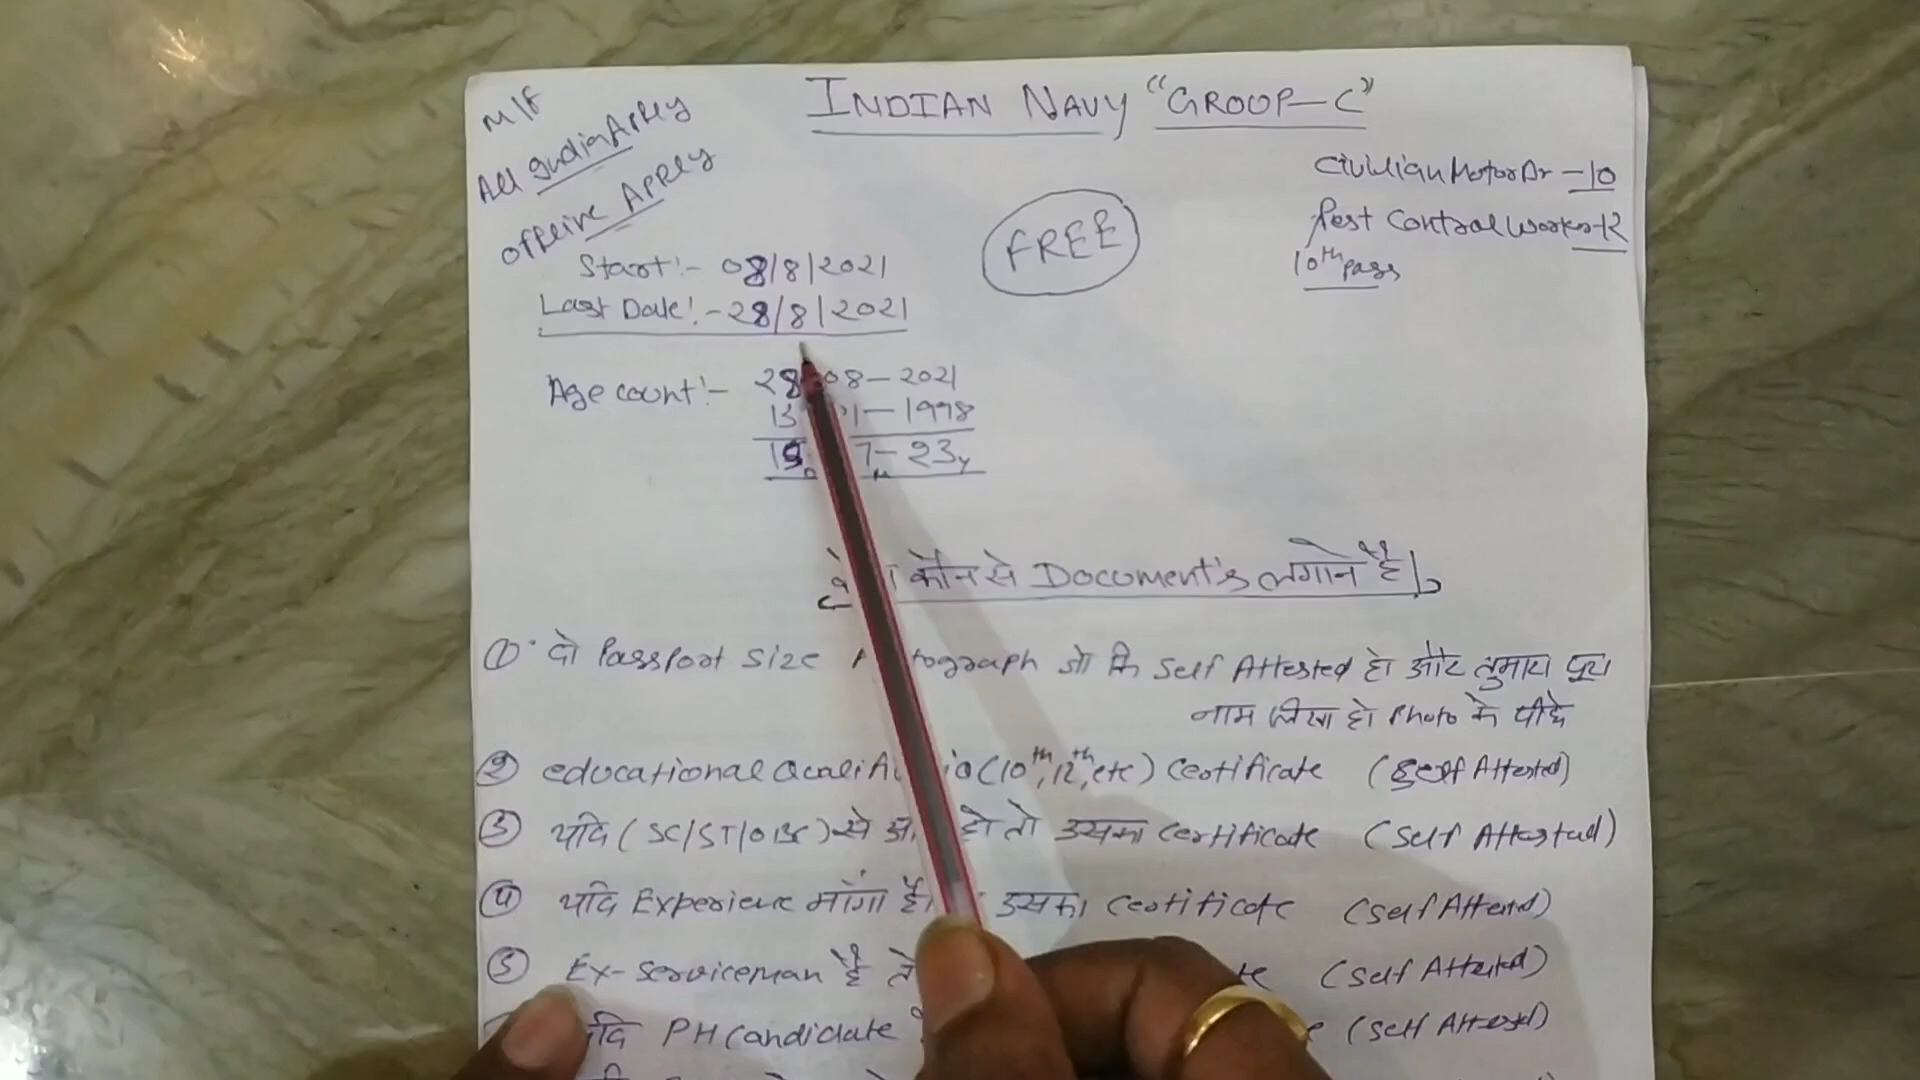 INDIAN NAVY "GROUP-C"
M/F
All India Apply
Offline Apply
Civilian Motor Dr - 10
Pest Control Worker - 12
10th pass
FREE
Start:- 08/8/2021
Last Date:- 28/8/2021
Age count:- 28-08-2021
1998
7 - 23y
कौन से Document's लगाने है
① दो Passport Size जो कि Self Attested हो और तुमारा पूरा
नाम लिखा हो Photo के पीछे
② educational (10th, 12th, etc) Certificate (Self Attested)
③ यदि (SC/ST/OBC) से हो तो उसका Certificate (Self Attested)
④ यदि Experience मांगा है उसका Certificate (Self Attested)
⑤ Ex-Serviceman है तो (Self Attested)
यदि PH Candidate (Self Attested)